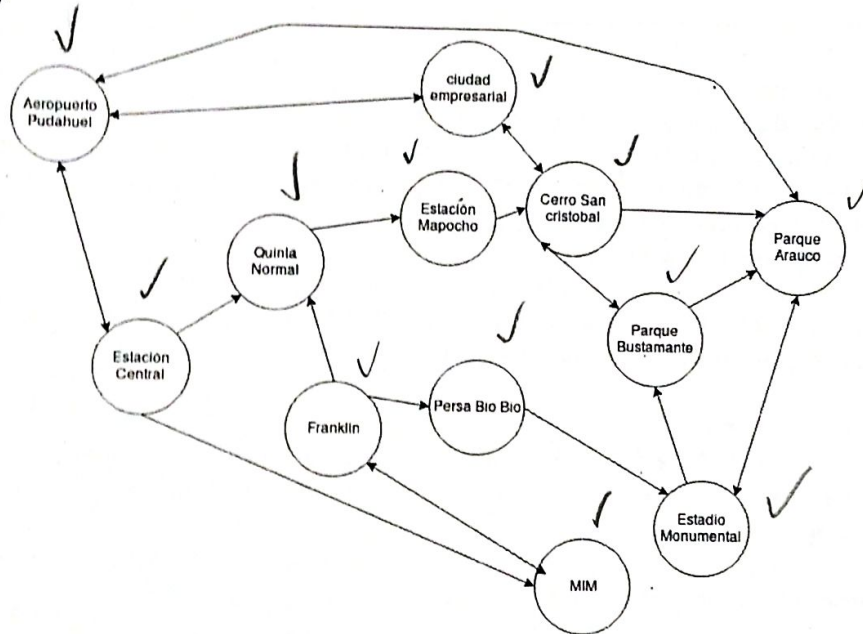 ciudad
empresarial
Aeropuerto
Pudahuel
Estación
Mapocho
Cerro San
cristobal
Quinta
Normal
Parque
Arauco
Parque
Bustamante
Estación
Central
Persa Bio Bio
Franklin
Estadio
Monumental
MIM